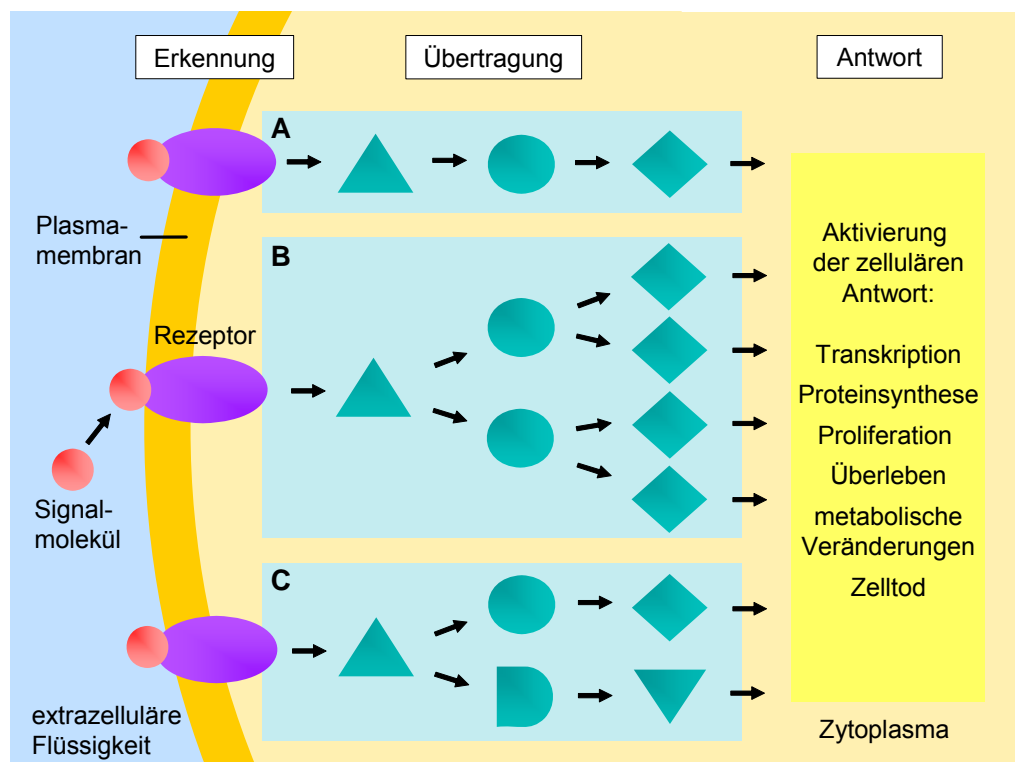 Erkennung
Übertragung
Antwort
A
Plasma-
membran
B
Rezeptor
Signal-
molekül
C
extrazelluläre
Flüssigkeit
Aktivierung
der zellulären
Antwort:
Transkription
Proteinsynthese
Proliferation
Überleben
metabolische
Veränderungen
Zelltod
Zytoplasma